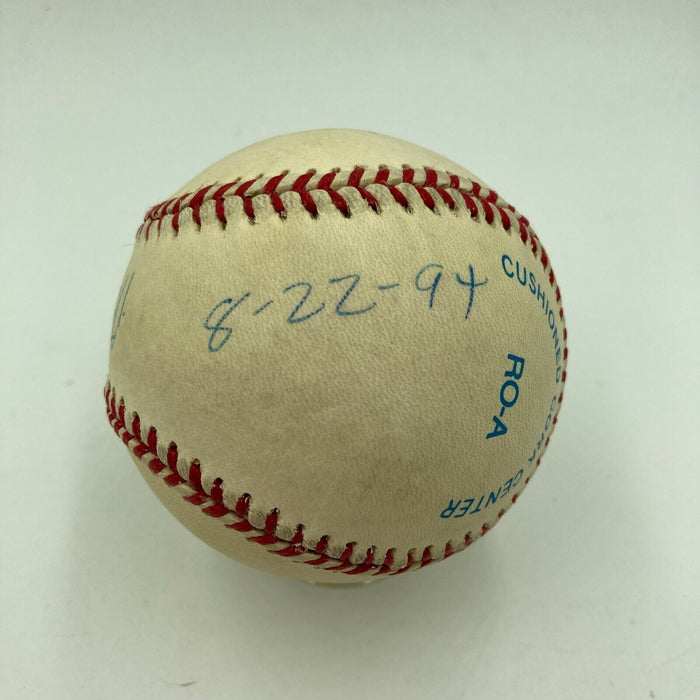 8-22-94
CUSHIONED CORK CENTER
RO-A